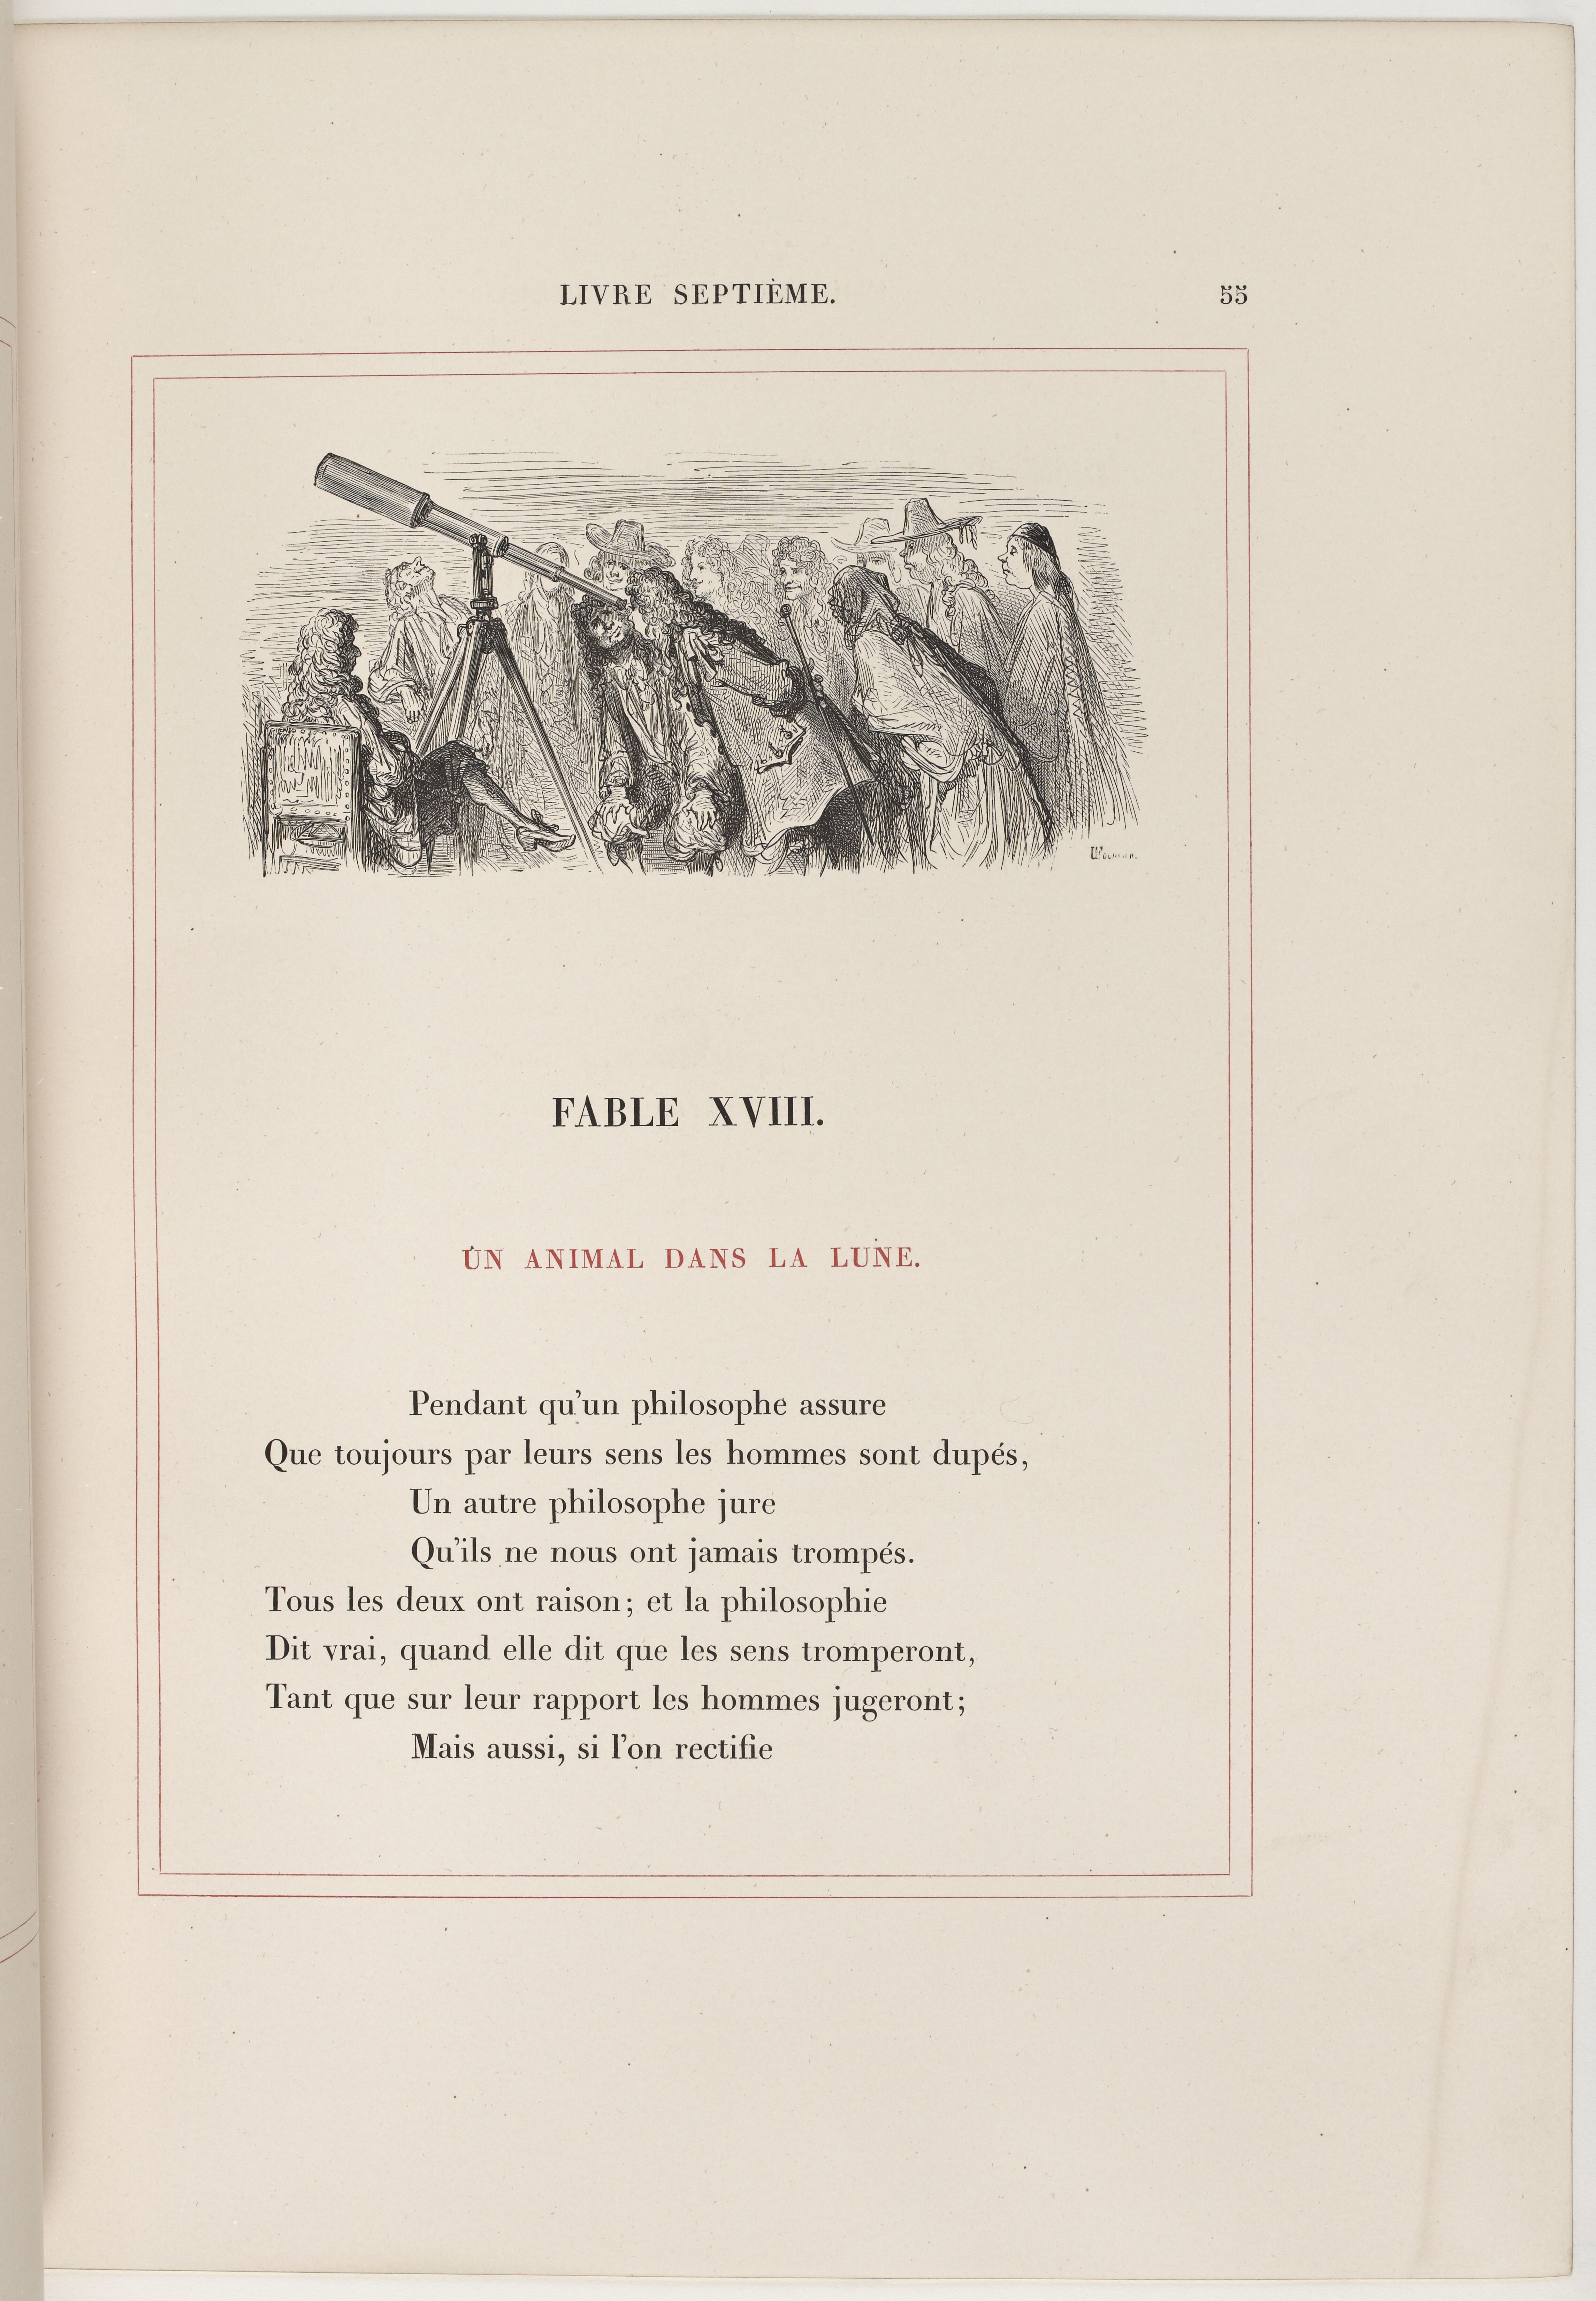 LIVRE SEPTIÈME. 55
FABLE XVIII.
UN ANIMAL DANS LA LUNE.
Pendant qu'un philosophe assure
Que toujours par leurs sens les hommes sont dupés,
Un autre philosophe jure
Qu'ils ne nous ont jamais trompés.
Tous les deux ont raison; et la philosophie
Dit vrai, quand elle dit que les sens tromperont,
Tant que sur leur rapport les hommes jugeront;
Mais aussi, si l'on rectifie